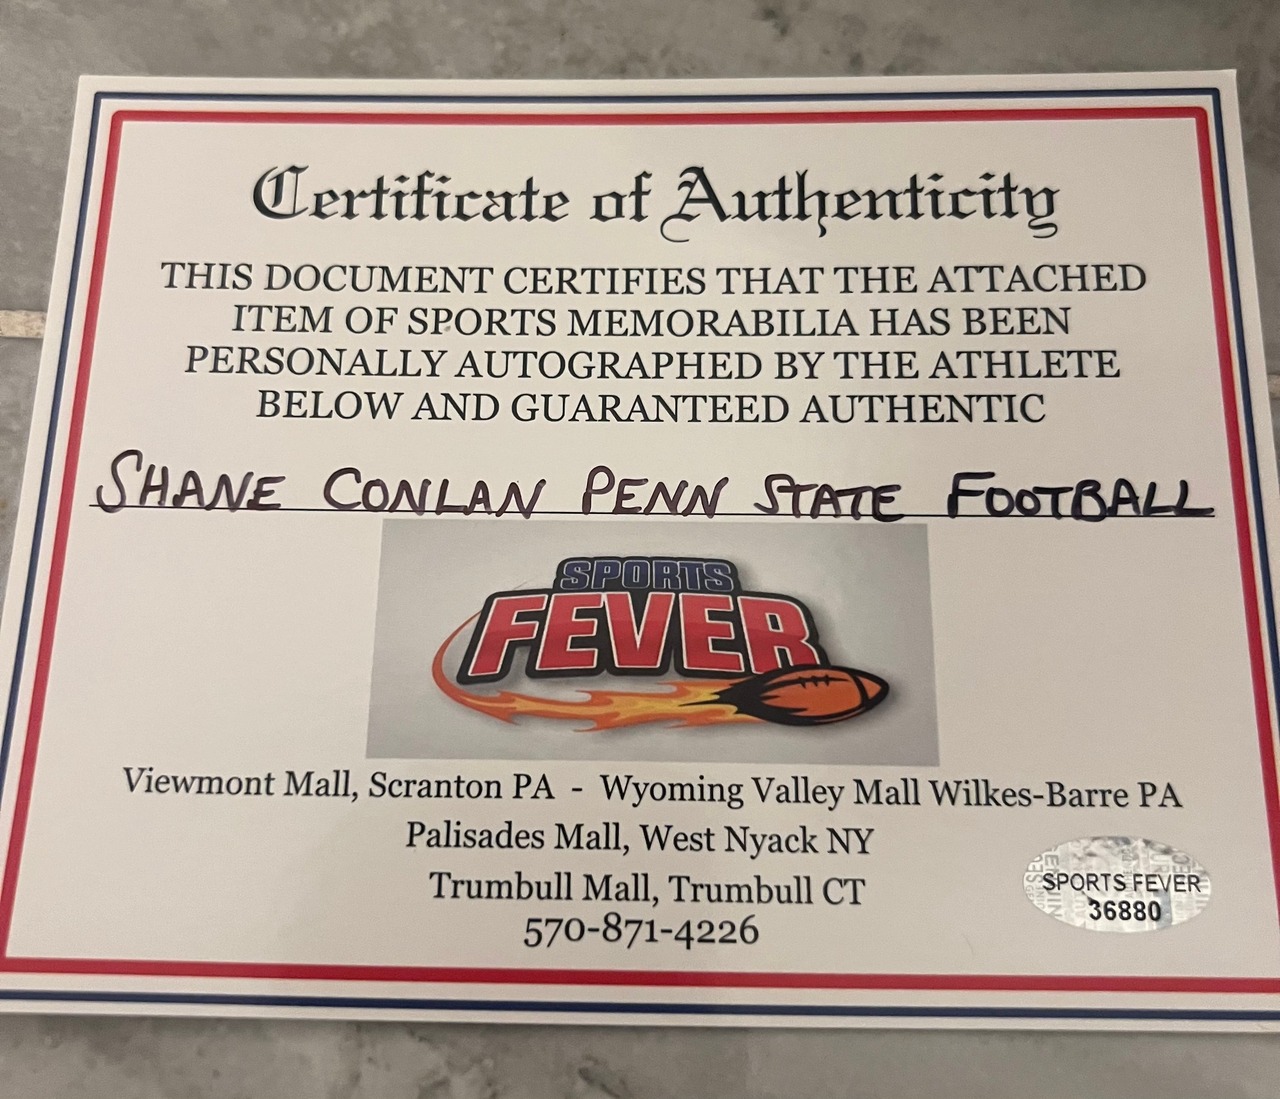 Certificate of Authenticity
THIS DOCUMENT CERTIFIES THAT THE ATTACHED
ITEM OF SPORTS MEMORABILIA HAS BEEN
PERSONALLY AUTOGRAPHED BY THE ATHLETE
BELOW AND GUARANTEED AUTHENTIC
SHANE CONLAN PENN STATE FOOTBALL
SPORTS
FEVER
Viewmont Mall, Scranton PA - Wyoming Valley Mall Wilkes-Barre PA
Palisades Mall, West Nyack NY
Trumbull Mall, Trumbull CT
570-871-4226
SPORTS FEVER
36880